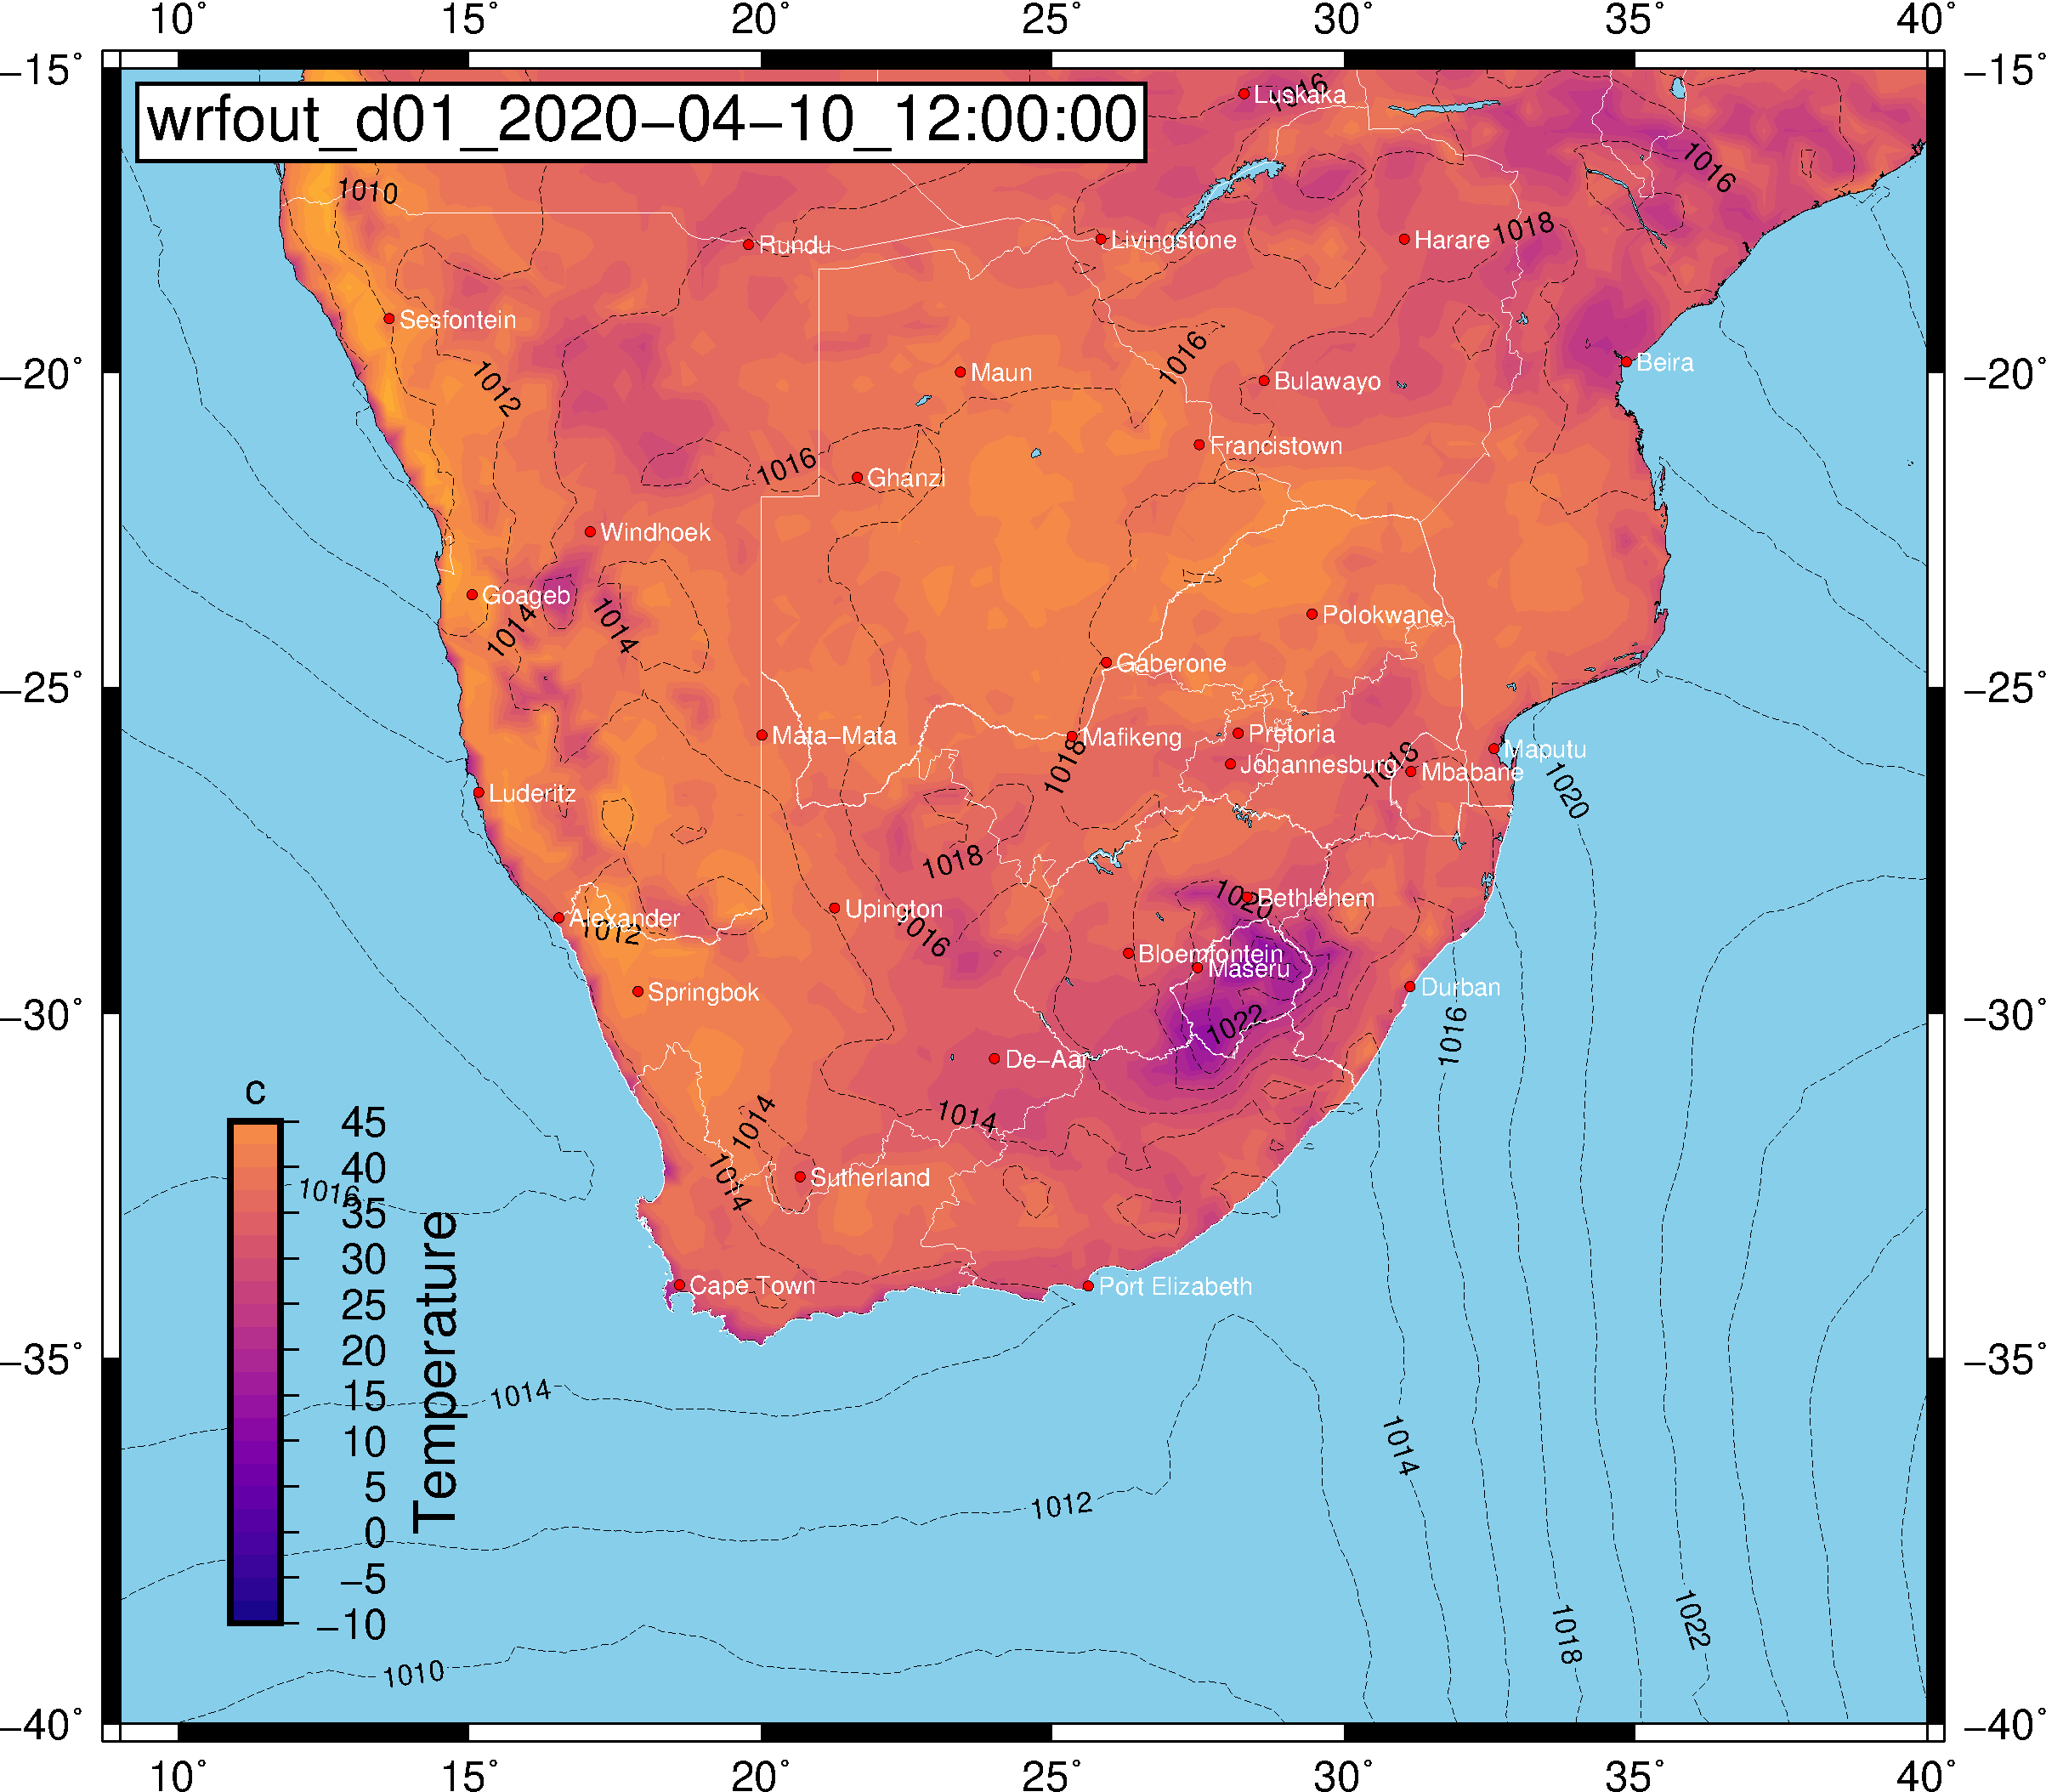 10° 15° 20° 25° 30° 35° 40°
−15° −15°
wrfout_d01_2020−04−10_12:00:00
Luskaka
1016
1016
1010
1018
Rundu
Livingstone
Harare
Sesfontein
1016
Beira
−20° −20°
Maun
Bulawayo
1012
Francistown
1016
Ghanzi
Windhoek
Goageb
1014
1014
Polokwane
Gaberone
−25° −25°
Mata−Mata
Mafikeng
Pretoria
Maputu
1018
Johannesburg
1018
Mbabane
1020
Luderitz
1018
1020
Bethlehem
Upington
Alexander
1012
1016
Bloemfontein
Maseru
Springbok
Durban
−30° −30°
1022
1016
De−Aar
c
1014
1014
1014
Sutherland
1016
Cape Town
Port Elizabeth
45
40
35
30
25
20
15
10
5
0
−5
−10
Temperature
−35° −35°
1014
1014
1012
1018
1022
1010
−40° −40°
10° 15° 20° 25° 30° 35° 40°